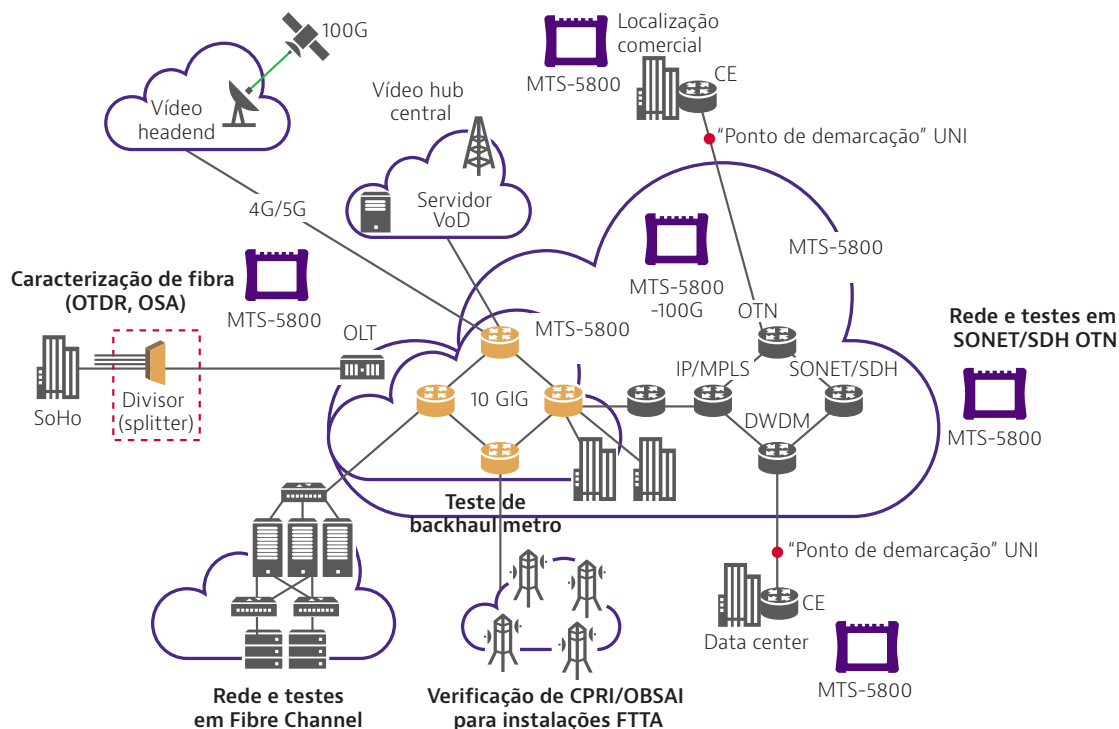 100G
Vídeo
headend
Vídeo hub
central
Servidor
VoD
4G/5G
Localização
comercial
MTS-5800
CE
“Ponto de demarcação” UNI
MTS-5800
MTS-5800
-100G
OTN
Caracterização de fibra
(OTDR, OSA)
MTS-5800
OLT
MTS-5800
Rede e testes em
SONET/SDH OTN
IP/MPLS
SONET/SDH
SoHo
Divisor
(splitter)
10 GIG
DWDM
MTS-5800
Teste de
backhaul metro
“Ponto de demarcação” UNI
CE
Data center
MTS-5800
Rede e testes
em Fibre Channel
Verificação de CPRI/OBSAI
para instalações FTTA